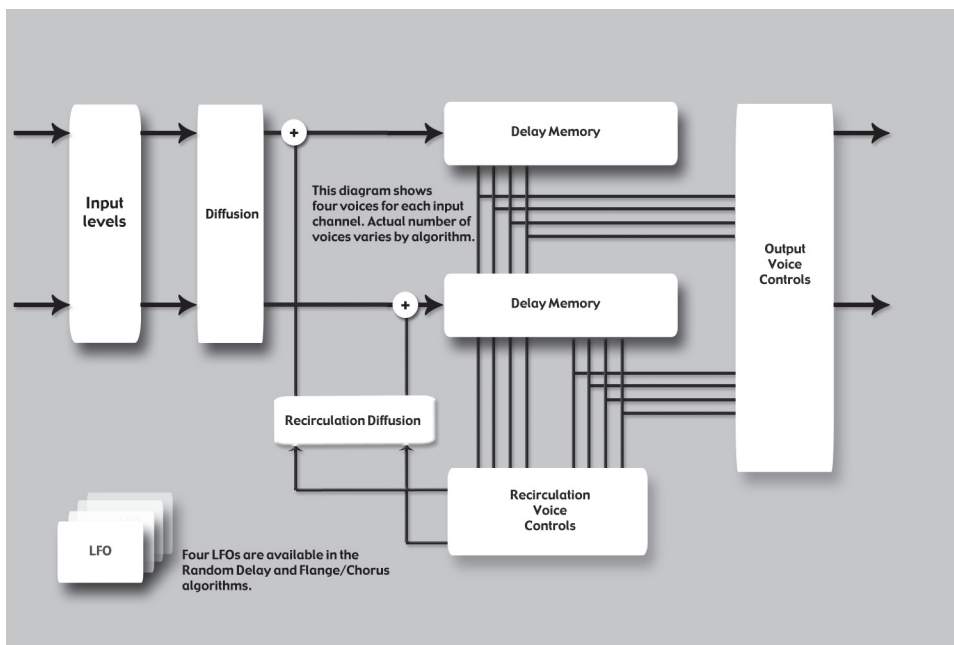 Input
levels
Diffusion
+
This diagram shows
four voices for each input
channel. Actual number of
voices varies by algorithm.
Delay Memory
+
Delay Memory
Output
Voice
Controls
Recirculation Diffusion
Recirculation
Voice
Controls
LFO
Four LFOs are available in the
Random Delay and Flange/Chorus
algorithms.